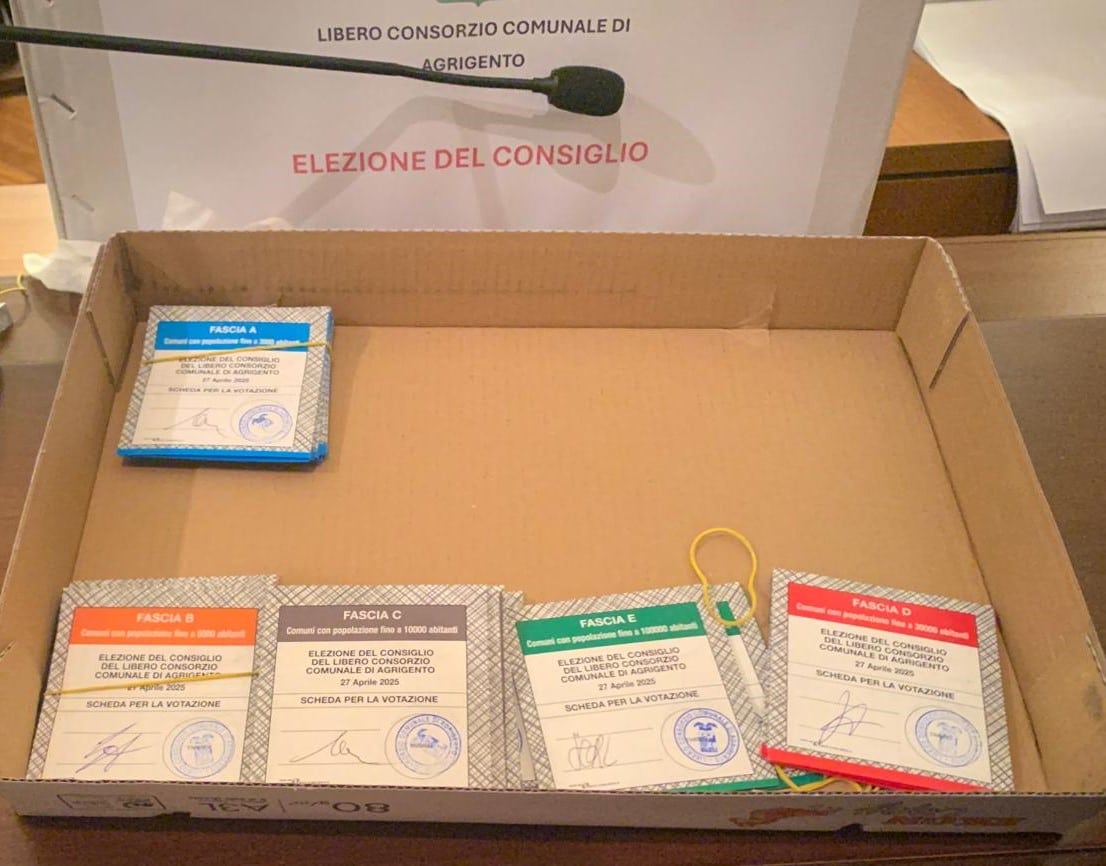 LIBERO CONSORZIO COMUNALE DI
AGRIGENTO
ELEZIONE DEL CONSIGLIO
FASCIA A
Comuni con popolazione fino a 3000 abitanti
ELEZIONE DEL CONSIGLIO
DEL LIBERO CONSORZIO
COMUNALE DI AGRIGENTO
27 Aprile 2025
SCHEDA PER LA VOTAZIONE
FASCIA B
Comuni con popolazione fino a 5000 abitanti
ELEZIONE DEL CONSIGLIO
DEL LIBERO CONSORZIO
COMUNALE DI AGRIGENTO
27 Aprile 2025
SCHEDA PER LA VOTAZIONE
FASCIA C
Comuni con popolazione fino a 10000 abitanti
ELEZIONE DEL CONSIGLIO
DEL LIBERO CONSORZIO
COMUNALE DI AGRIGENTO
27 Aprile 2025
SCHEDA PER LA VOTAZIONE
FASCIA E
Comuni con popolazione fino a 100000 abitanti
ELEZIONE DEL CONSIGLIO
DEL LIBERO CONSORZIO
COMUNALE DI AGRIGENTO
27 Aprile 2025
SCHEDA PER LA VOTAZIONE
FASCIA D
Comuni con popolazione fino a 30000 abitanti
ELEZIONE DEL CONSIGLIO
DEL LIBERO CONSORZIO
COMUNALE DI AGRIGENTO
27 Aprile 2025
SCHEDA PER LA VOTAZIONE
80 g/m²